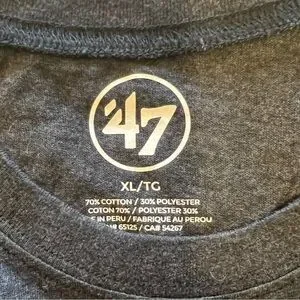 '47
XL/TG
70% COTTON / 30% POLYESTER
COTON 70% / POLYESTER 30%
IN PERU / FABRIQUE AU PEROU
65125 / CA# 54267